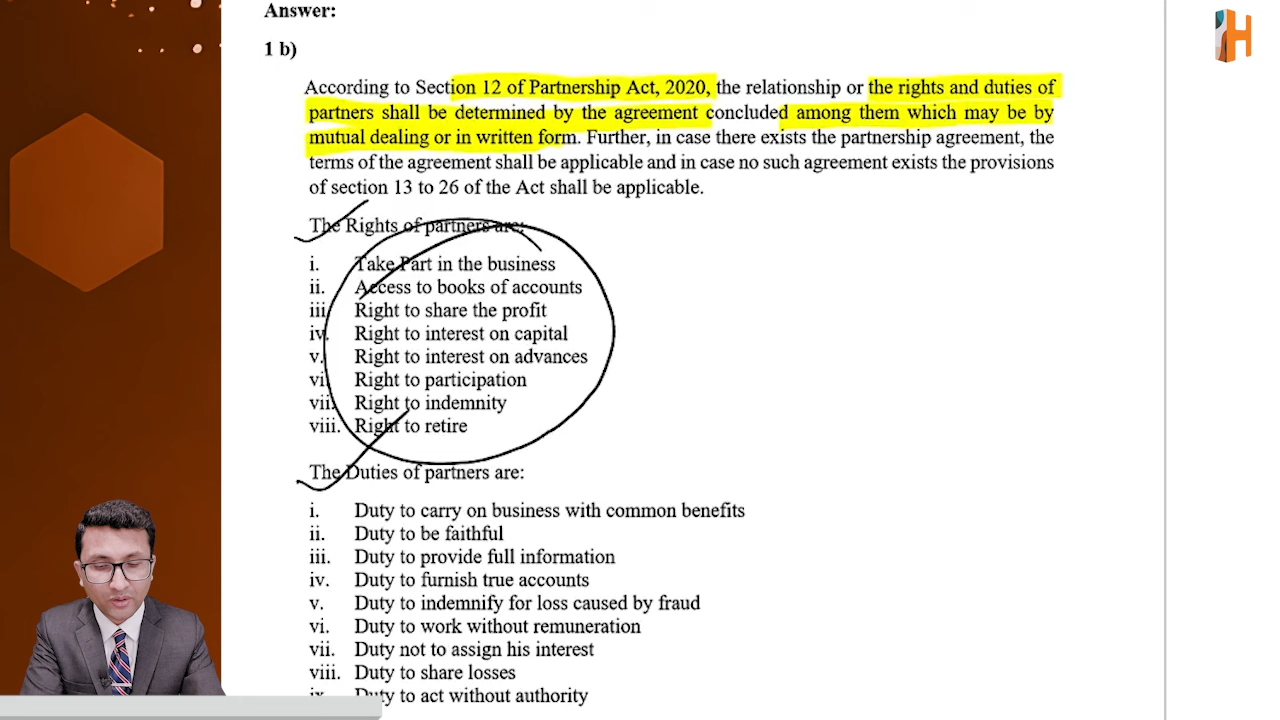 Answer:
1 b)
According to Section 12 of Partnership Act, 2020, the relationship or the rights and duties of
partners shall be determined by the agreement concluded among them which may be by
mutual dealing or in written form. Further, in case there exists the partnership agreement, the
terms of the agreement shall be applicable and in case no such agreement exists the provisions
of section 13 to 26 of the Act shall be applicable.
The Rights of partners are:
i. Take Part in the business
ii. Access to books of accounts
iii. Right to share the profit
iv. Right to interest on capital
v. Right to interest on advances
vi. Right to participation
vii. Right to indemnity
viii. Right to retire
The Duties of partners are:
i. Duty to carry on business with common benefits
ii. Duty to be faithful
iii. Duty to provide full information
iv. Duty to furnish true accounts
v. Duty to indemnify for loss caused by fraud
vi. Duty to work without remuneration
vii. Duty not to assign his interest
viii. Duty to share losses
ix. Duty to act without authority
H